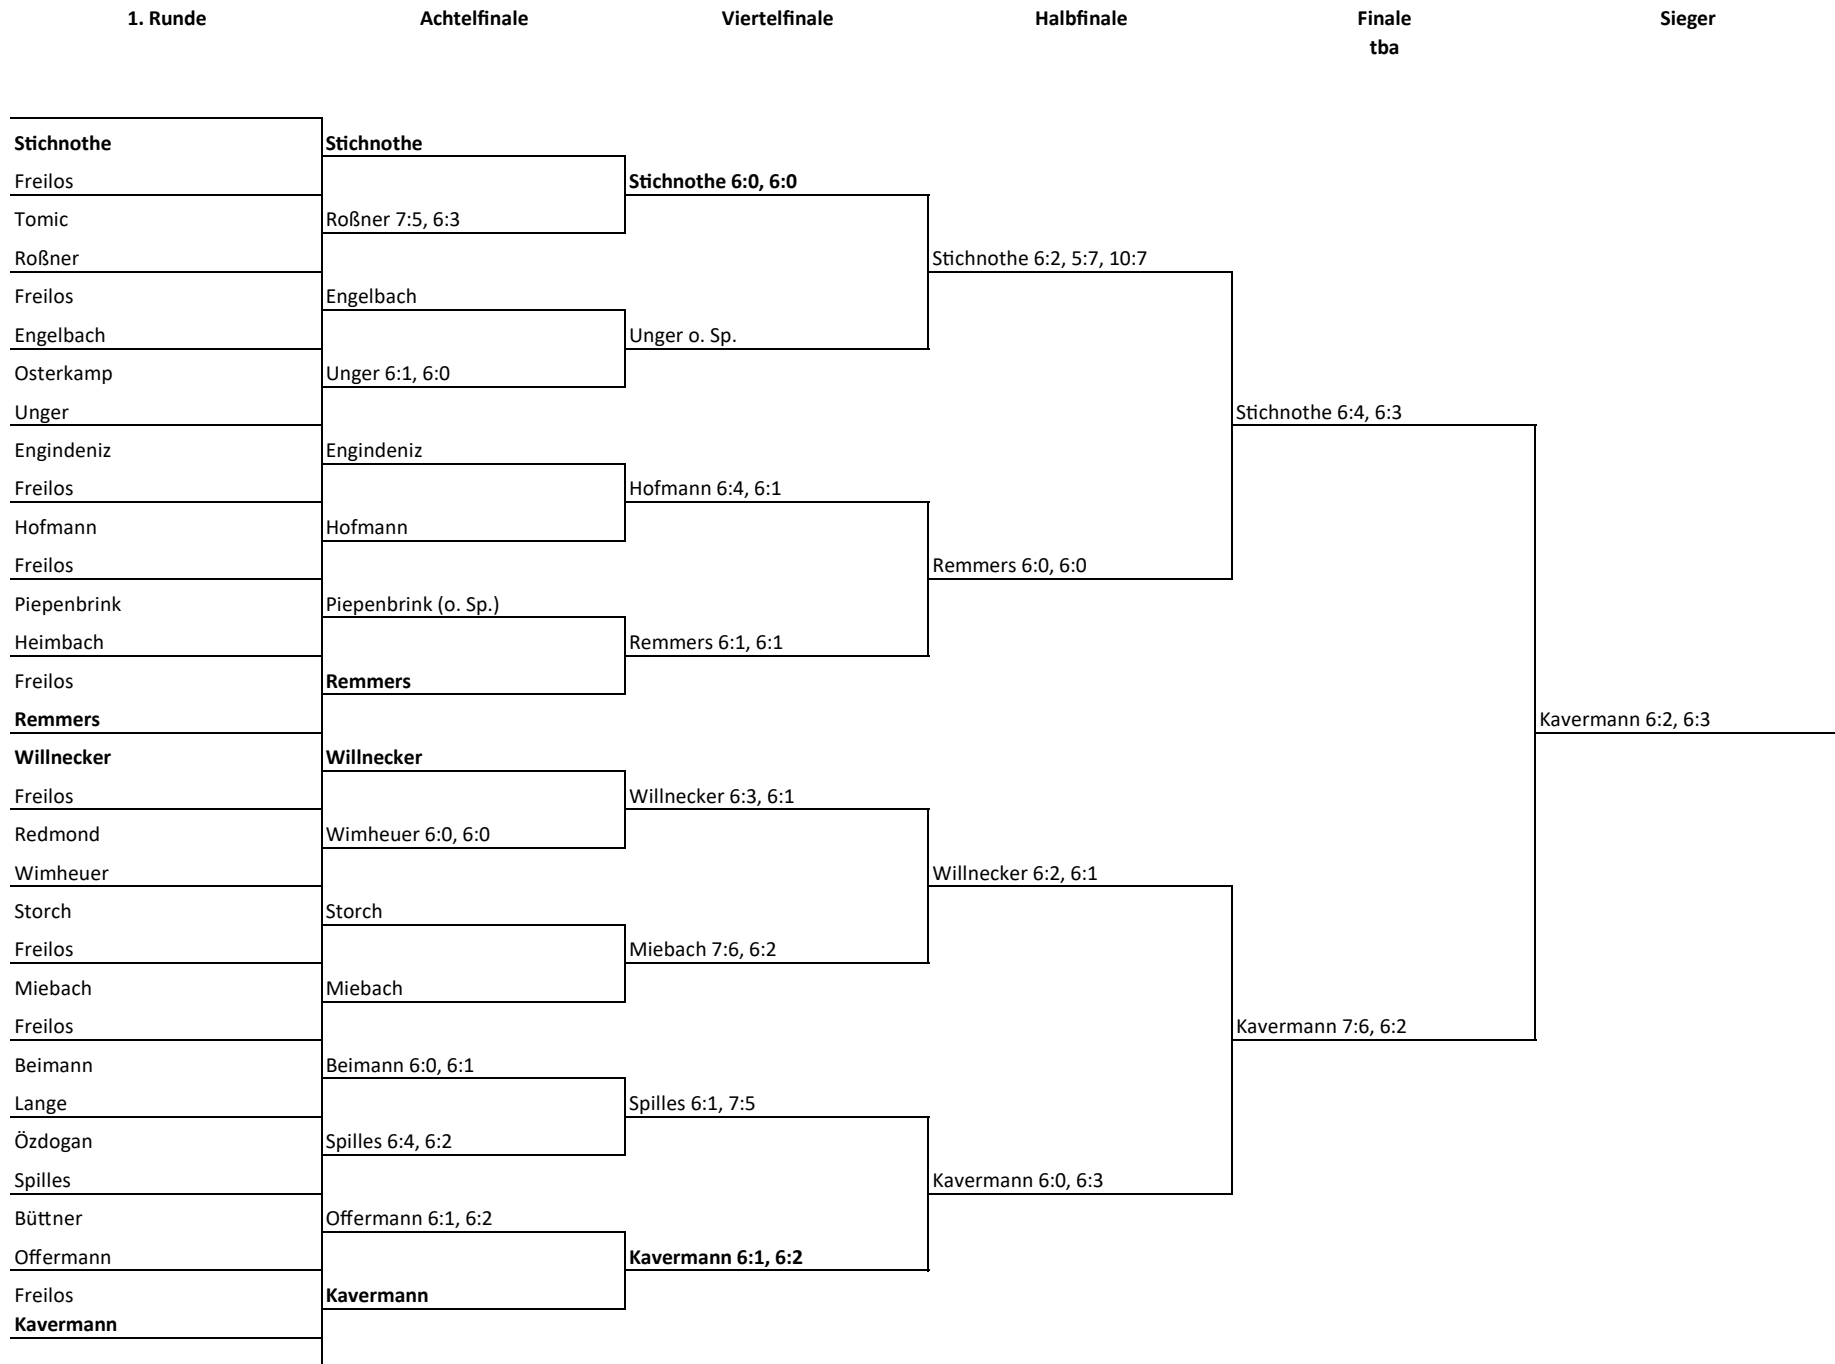 1. Runde Achtelfinale Viertelfinale Halbfinale Finale Sieger
tba
Stichnothe Stichnothe
Freilos Stichnothe 6:0, 6:0
Tomic Roßner 7:5, 6:3
Roßner Stichnothe 6:2, 5:7, 10:7
Freilos Engelbach
Engelbach Unger o. Sp.
Osterkamp Unger 6:1, 6:0
Unger Stichnothe 6:4, 6:3
Engindeniz Engindeniz
Freilos Hofmann 6:4, 6:1
Hofmann Hofmann
Freilos Remmers 6:0, 6:0
Piepenbrink Piepenbrink (o. Sp.)
Heimbach Remmers 6:1, 6:1
Freilos Remmers
Remmers Kavermann 6:2, 6:3
Willnecker Willnecker
Freilos Willnecker 6:3, 6:1
Redmond Wimheuer 6:0, 6:0
Wimheuer Willnecker 6:2, 6:1
Storch Storch
Freilos Miebach 7:6, 6:2
Miebach Miebach
Freilos Kavermann 7:6, 6:2
Beimann Beimann 6:0, 6:1
Lange Spilles 6:1, 7:5
Özdogan Spilles 6:4, 6:2
Spilles Kavermann 6:0, 6:3
Büttner Offermann 6:1, 6:2
Offermann Kavermann 6:1, 6:2
Freilos Kavermann
Kavermann